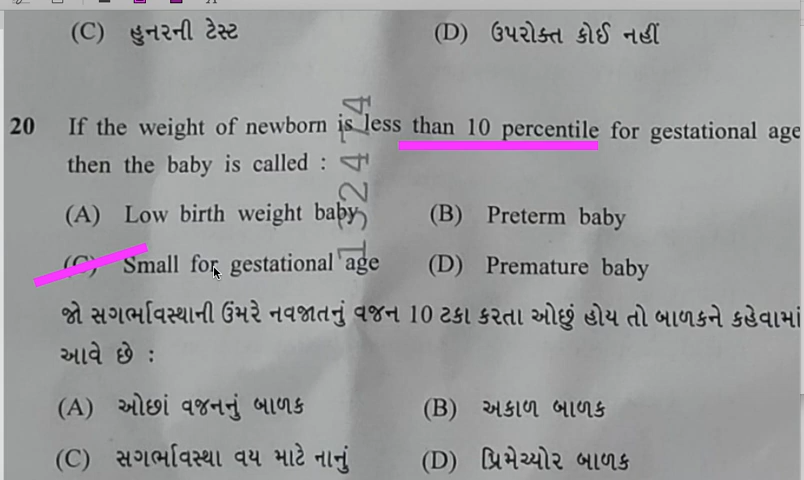 (C) હુનરની ટેસ્ટ (D) ઉપરોક્ત કોઈ નહીં
20 If the weight of newborn is less than 10 percentile for gestational age
then the baby is called :
(A) Low birth weight baby (B) Preterm baby
(C) Small for gestational age (D) Premature baby
જો સગર્ભાવસ્થાની ઉંમરે નવજાતનું વજન 10 ટકા કરતા ઓછું હોય તો બાળકને કહેવામાં
આવે છે :
(A) ઓછાં વજનનું બાળક (B) અકાળ બાળક
(C) સગર્ભાવસ્થા વય માટે નાનું (D) પ્રિમેચ્યોર બાળક